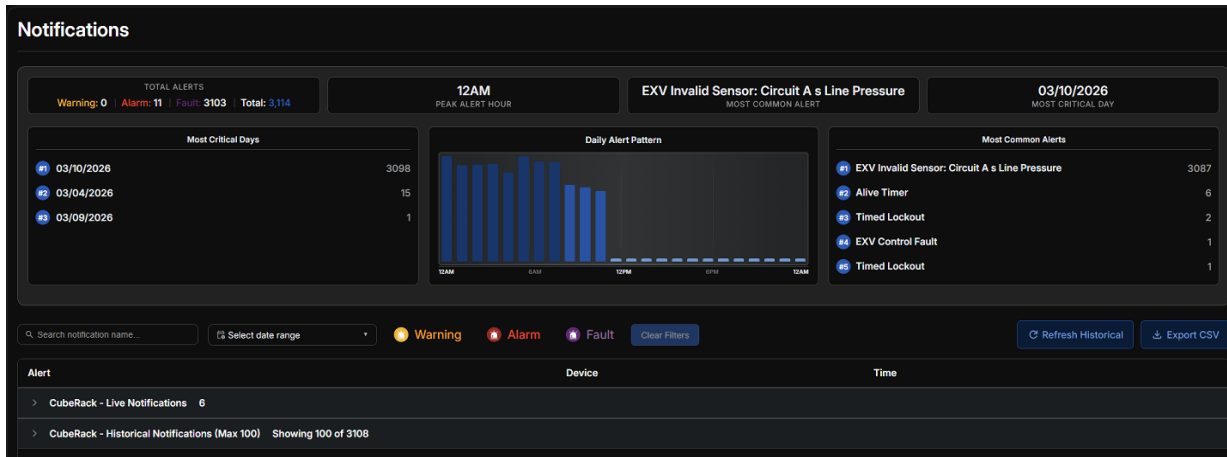 Notifications
TOTAL ALERTS
Warning: 0 | Alarm: 11 | Fault: 3103 | Total: 3,114
12AM
PEAK ALERT HOUR
EXV Invalid Sensor: Circuit A s Line Pressure
MOST COMMON ALERT
03/10/2026
MOST CRITICAL DAY
Most Critical Days
#1 03/10/2026 3098
#2 03/04/2026 15
#3 03/09/2026 1
Daily Alert Pattern
12AM 6AM 12PM 6PM 12AM
Most Common Alerts
#1 EXV Invalid Sensor: Circuit A s Line Pressure 3087
#2 Alive Timer 6
#3 Timed Lockout 2
#4 EXV Control Fault 1
#5 Timed Lockout 1
Search notification name... Select date range Warning Alarm Fault Clear Filters Refresh Historical Export CSV
Alert Device Time
CubeRack - Live Notifications 6
CubeRack - Historical Notifications (Max 100) Showing 100 of 3108